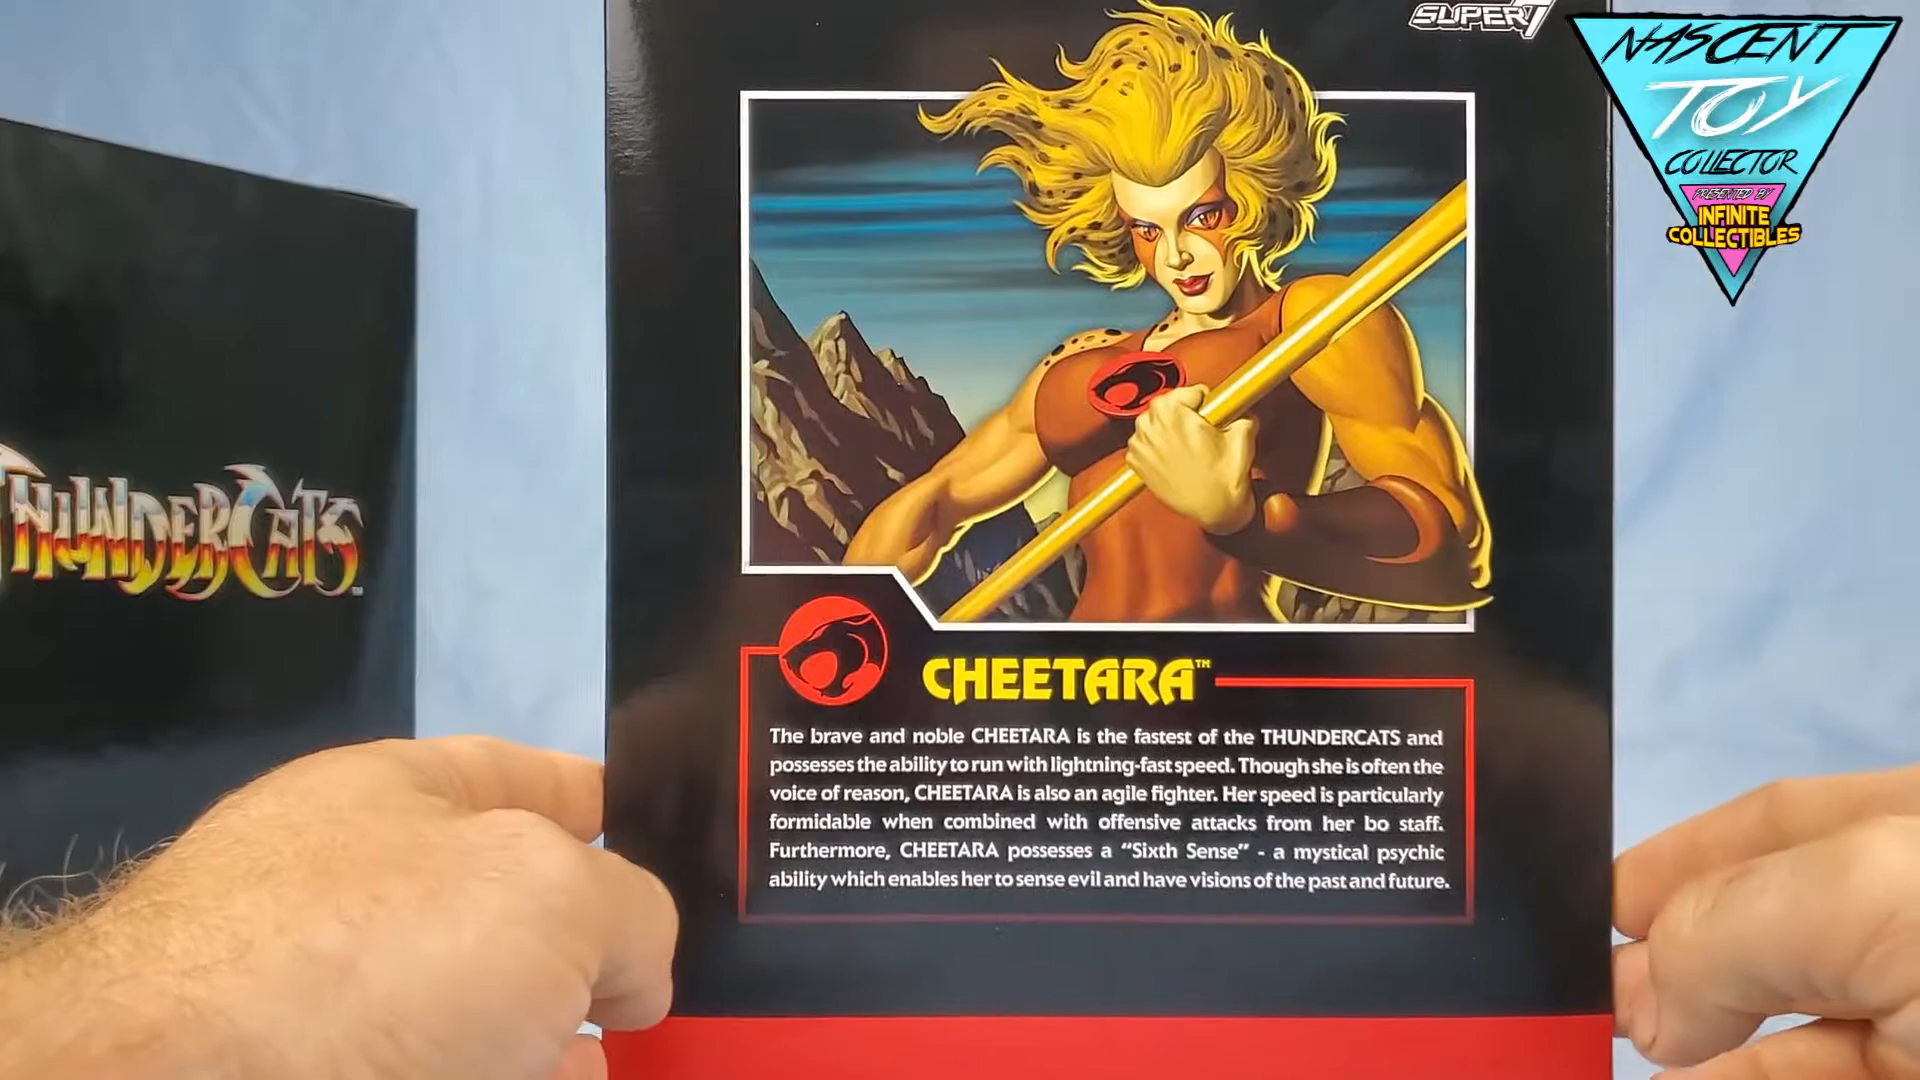 SUPER7
NASCENT
TOY
COLLECTOR
PRESENTED BY
INFINITE
COLLECTIBLES
THUNDERCATS™
CHEETARA™
The brave and noble CHEETARA is the fastest of the THUNDERCATS and
possesses the ability to run with lightning-fast speed. Though she is often the
voice of reason, CHEETARA is also an agile fighter. Her speed is particularly
formidable when combined with offensive attacks from her bo staff.
Furthermore, CHEETARA possesses a “Sixth Sense” - a mystical psychic
ability which enables her to sense evil and have visions of the past and future.